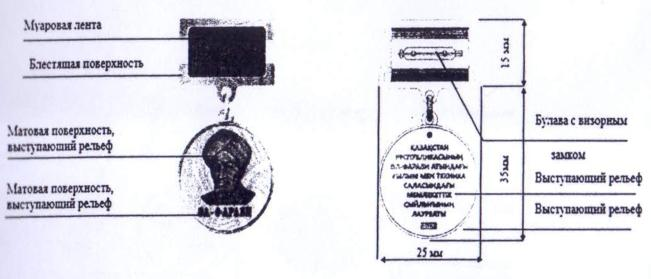 Муаровая лента
Блестящая поверхность
Матовая поверхность,
выступающий рельеф
Матовая поверхность,
выступающий рельеф
ӘЛ-ФАРАБИ
ҚАЗАҚСТАН
РЕСПУБЛИКАСЫНЫҢ
ӘЛ-ФАРАБИ АТЫНДАҒЫ
ҒЫЛЫМ МЕН ТЕХНИКА
САЛАСЫНДАҒЫ
МЕМЛЕКЕТТІК
СЫЙЛЫҒЫНЫҢ
ЛАУРЕАТЫ
15 мм
Булава с визорным
замком
35мм
Выступающий рельеф
Выступающий рельеф
25 мм